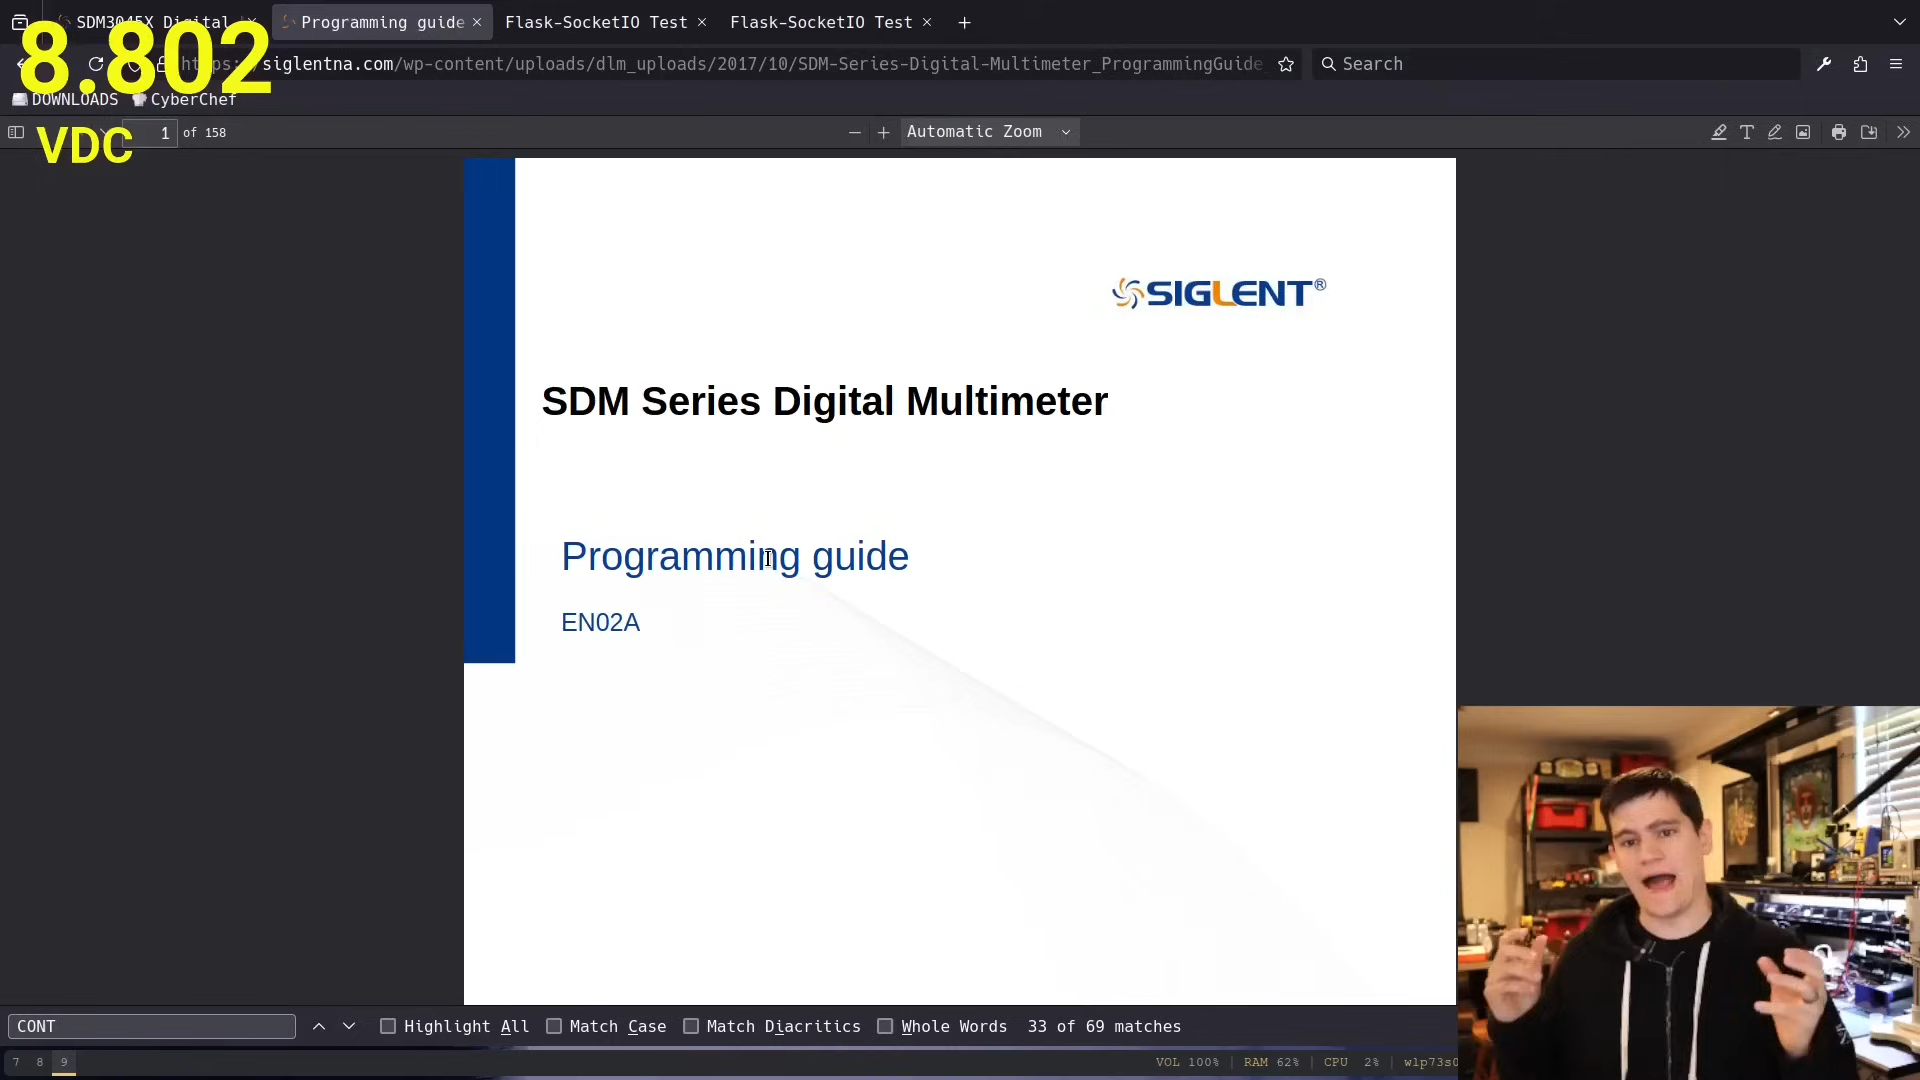 SDM3045X Digital
Programming guide
Flask-SocketIO Test
Flask-SocketIO Test
8.802
siglentna.com/wp-content/uploads/dlm_uploads/2017/10/SDM-Series-Digital-Multimeter_ProgrammingGuide
Search
DOWNLOADS
CyberChef
VDC
1 of 158
Automatic Zoom
SIGLENT®
SDM Series Digital Multimeter
Programming guide
EN02A
CONT
Highlight All
Match Case
Match Diacritics
Whole Words
33 of 69 matches
7 8 9
VOL 100% | RAM 62% | CPU 2% | wlp73s0